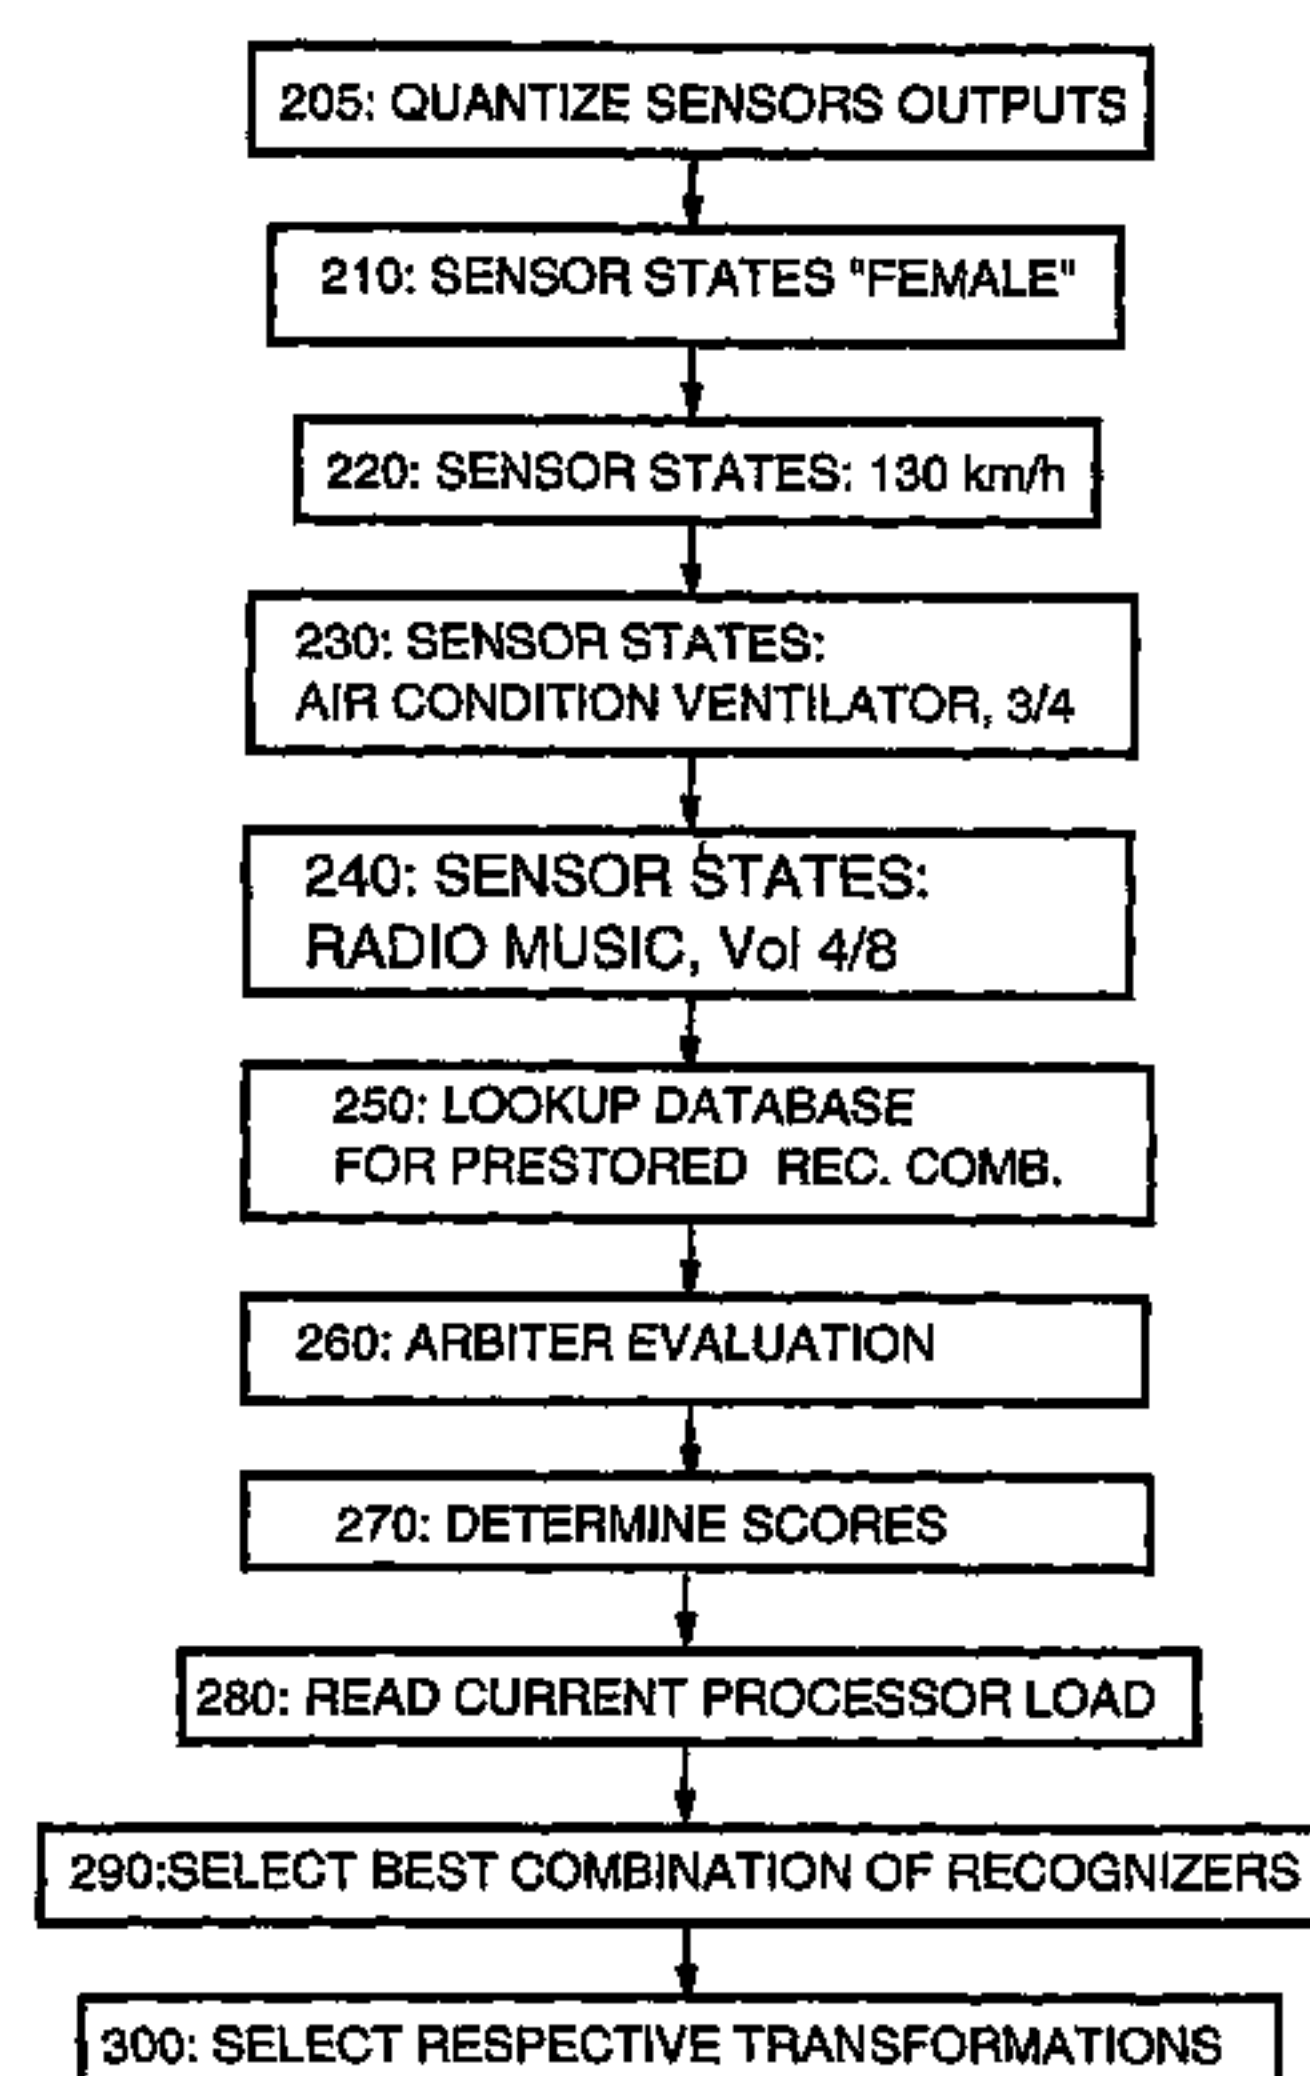 205: QUANTIZE SENSORS OUTPUTS
210: SENSOR STATES "FEMALE"
220: SENSOR STATES: 130 km/h
230: SENSOR STATES:
AIR CONDITION VENTILATOR, 3/4
240: SENSOR STATES:
RADIO MUSIC, Vol 4/8
250: LOOKUP DATABASE
FOR PRESTORED REC. COMB.
260: ARBITER EVALUATION
270: DETERMINE SCORES
280: READ CURRENT PROCESSOR LOAD
290:SELECT BEST COMBINATION OF RECOGNIZERS
300: SELECT RESPECTIVE TRANSFORMATIONS